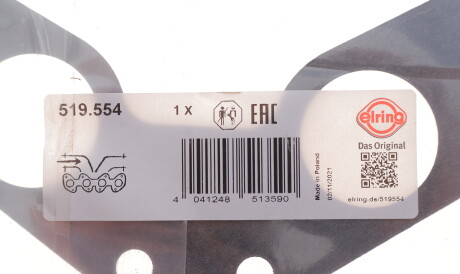 519.554
1 X
EAC
elring
Das Original
4 041248 513590
Made in Poland
02/11/2021
elring.de/519554